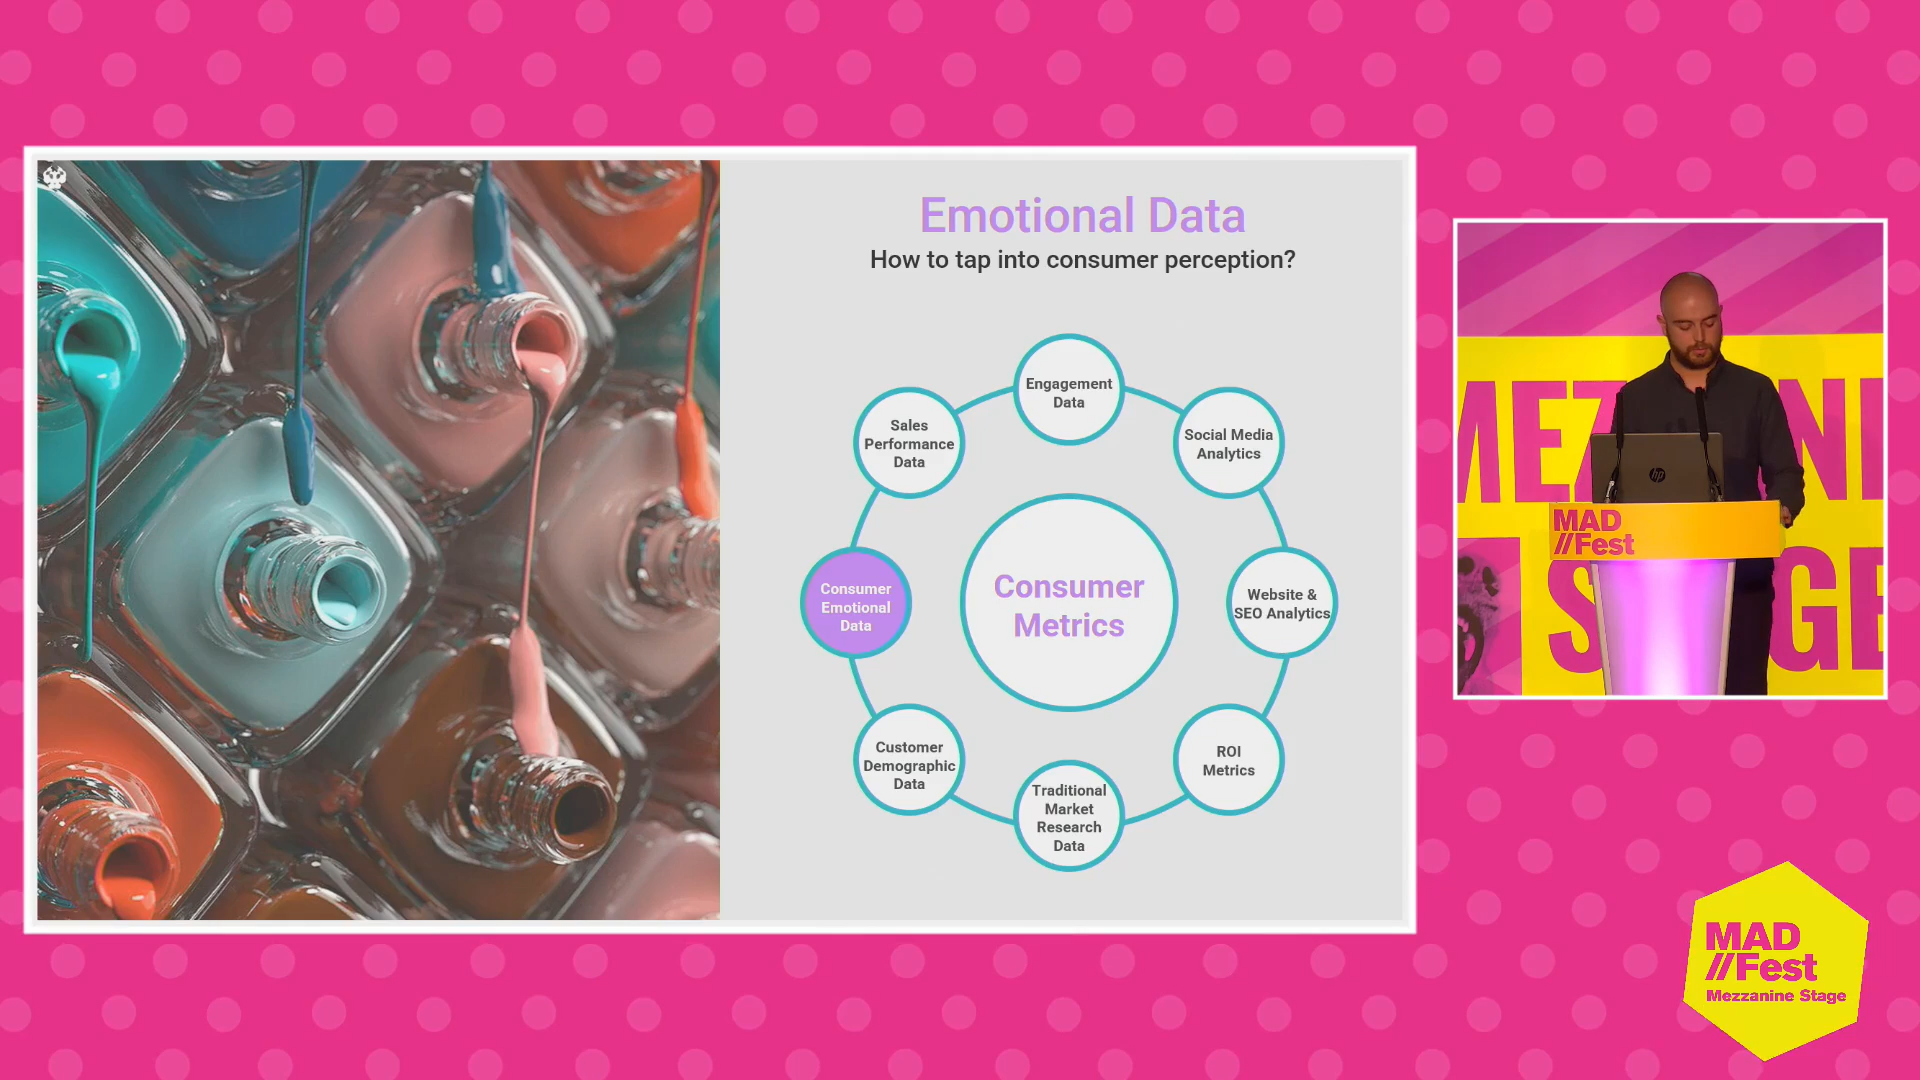 Emotional Data
How to tap into consumer perception?
Engagement
Data
Sales
Performance
Data
Social Media
Analytics
Consumer
Emotional
Data
Consumer
Metrics
Website &
SEO Analytics
Customer
Demographic
Data
ROI
Metrics
Traditional
Market
Research
Data
hp
MAD
//Fest
MAD
//Fest
Mezzanine Stage